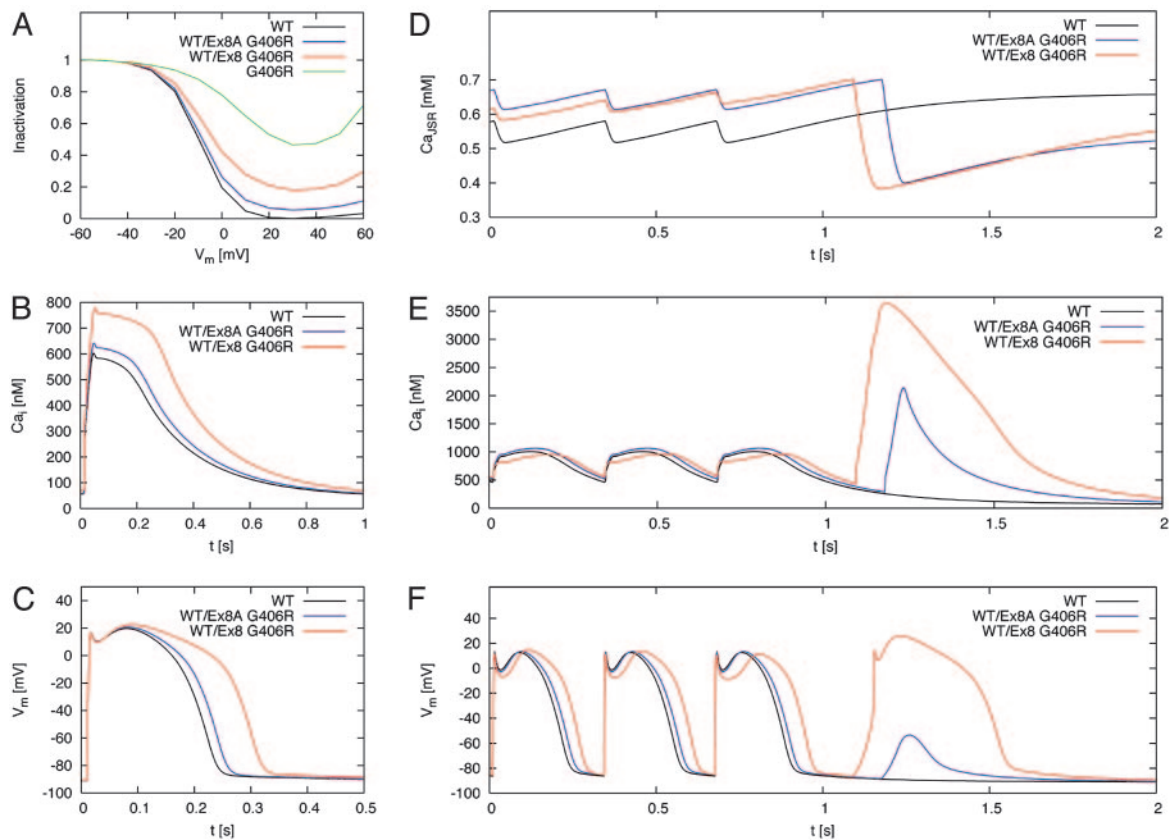 A
WT
WT/Ex8A G406R
WT/Ex8 G406R
G406R
Inactivation
1
0.8
0.6
0.4
0.2
0
-60 -40 -20 0 20 40 60
Vm [mV]
B
WT
WT/Ex8A G406R
WT/Ex8 G406R
Cai [nM]
800
700
600
500
400
300
200
100
0
0 0.2 0.4 0.6 0.8 1
t [s]
C
WT
WT/Ex8A G406R
WT/Ex8 G406R
Vm [mV]
40
20
0
-20
-40
-60
-80
-100
0 0.1 0.2 0.3 0.4 0.5
t [s]
D
WT
WT/Ex8A G406R
WT/Ex8 G406R
CaJSR [mM]
0.7
0.6
0.4
0.3
0 0.5 1 1.5 2
t [s]
E
WT
WT/Ex8A G406R
WT/Ex8 G406R
Cai [nM]
3500
3000
2500
2000
1500
1000
500
0
0 0.5 1 1.5 2
t [s]
F
WT
WT/Ex8A G406R
WT/Ex8 G406R
Vm [mV]
40
20
0
-20
-40
-60
-80
-100
0 0.5 1 1.5 2
t [s]